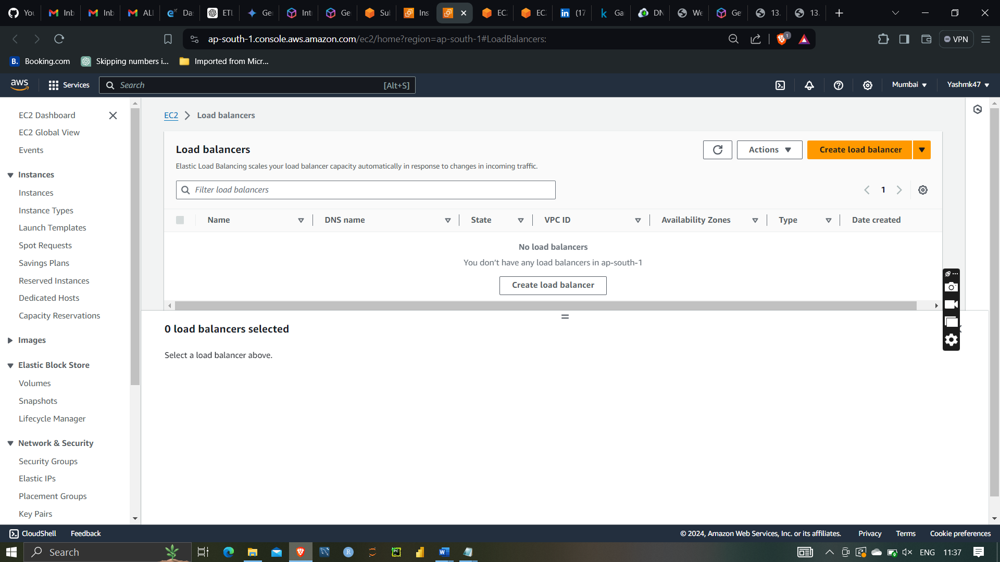 You
Inb
Inb
ALL
Das
ETL
Ge
Int
Ge
Sul
Ins
EC
EC
(17
Ga
DN
We
Ge
13.
13.
ap-south-1.console.aws.amazon.com/ec2/home?region=ap-south-1#LoadBalancers:
1
VPN
B. Booking.com
Skipping numbers i...
Imported from Micr...
aws
Services
Search
[Alt+S]
Mumbai
Yashmk47
EC2 Dashboard
EC2 Global View
Events
Instances
Instances
Instance Types
Launch Templates
Spot Requests
Savings Plans
Reserved Instances
Dedicated Hosts
Capacity Reservations
Images
Elastic Block Store
Volumes
Snapshots
Lifecycle Manager
Network & Security
Security Groups
Elastic IPs
Placement Groups
Key Pairs
EC2
Load balancers
Load balancers
Actions
Create load balancer
Elastic Load Balancing scales your load balancer capacity automatically in response to changes in incoming traffic.
Filter load balancers
1
Name
DNS name
State
VPC ID
Availability Zones
Type
Date created
No load balancers
You don’t have any load balancers in ap-south-1
Create load balancer
0 load balancers selected
Select a load balancer above.
CloudShell
Feedback
© 2024, Amazon Web Services, Inc. or its affiliates.
Privacy
Terms
Cookie preferences
Search
ENG
11:37